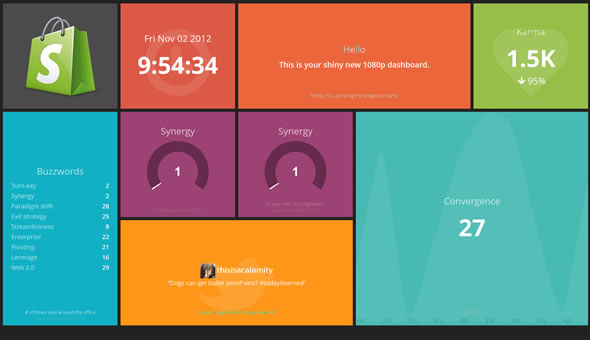 Fri Nov 02 2012
9:54:34
Hello
This is your shiny new 1080p dashboard.
Protip: You can drag the widgets around!
Karma
1.5K
95%
Buzzwords
Turn-key 2
Synergy 2
Paradigm shift 28
Exit strategy 25
Streamlininess 8
Enterprise 22
Pivoting 21
Leverage 16
Web 2.0 29
# of times said around the office
Synergy
1
Synergy
1
In sync with my neighbour!
Convergence
27
thisisacalamity
"Dogs can get bullet proof vest? #todayilearned"